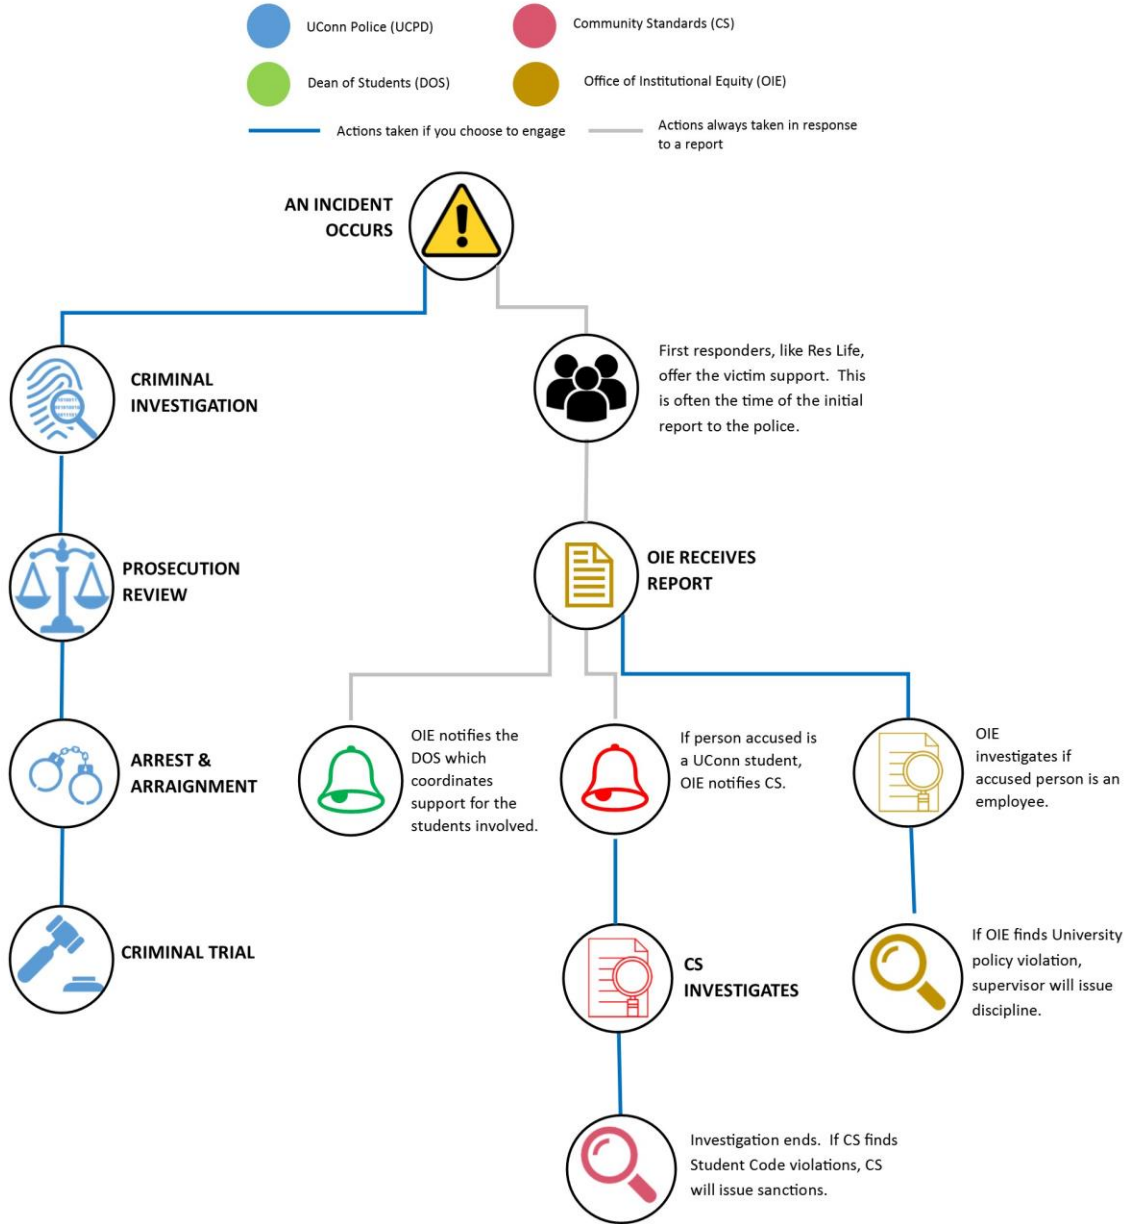 UConn Police (UCPD)
Community Standards (CS)
Dean of Students (DOS)
Office of Institutional Equity (OIE)
Actions taken if you choose to engage
Actions always taken in response
to a report
AN INCIDENT
OCCURS
CRIMINAL
INVESTIGATION
First responders, like Res Life,
offer the victim support.  This
is often the time of the initial
report to the police.
PROSECUTION
REVIEW
OIE RECEIVES
REPORT
ARREST &
ARRAIGNMENT
OIE notifies the
DOS which
coordinates
support for the
students involved.
If person accused is
a UConn student,
OIE notifies CS.
OIE
investigates if
accused person is an
employee.
CRIMINAL TRIAL
CS
INVESTIGATES
If OIE finds University
policy violation,
supervisor will issue
discipline.
Investigation ends.  If CS finds
Student Code violations, CS
will issue sanctions.